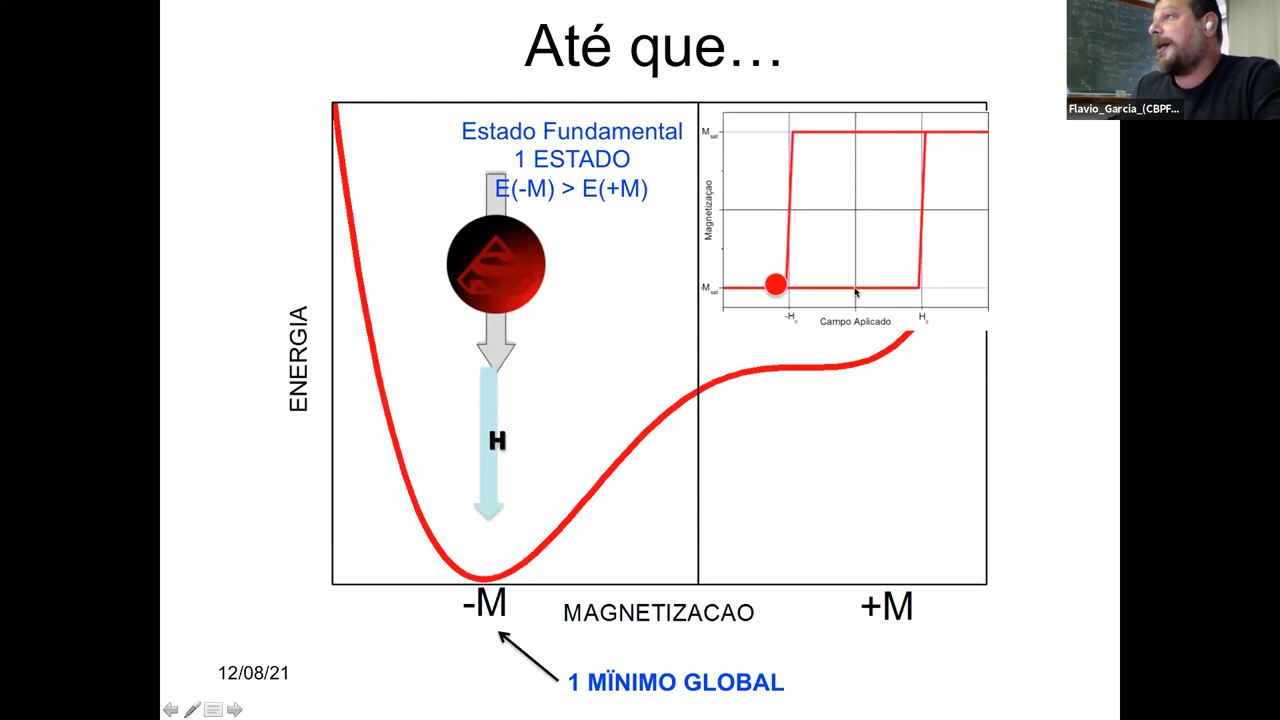 Até que…
Flavio_Garcia_(CBPF...
Estado Fundamental
1 ESTADO
E(-M) > E(+M)
M sat
Magnetizaçao
-M sat
-H c
Campo Aplicado
H c
ENERGIA
H
-M
MAGNETIZACAO
+M
12/08/21
1 MÏNIMO GLOBAL